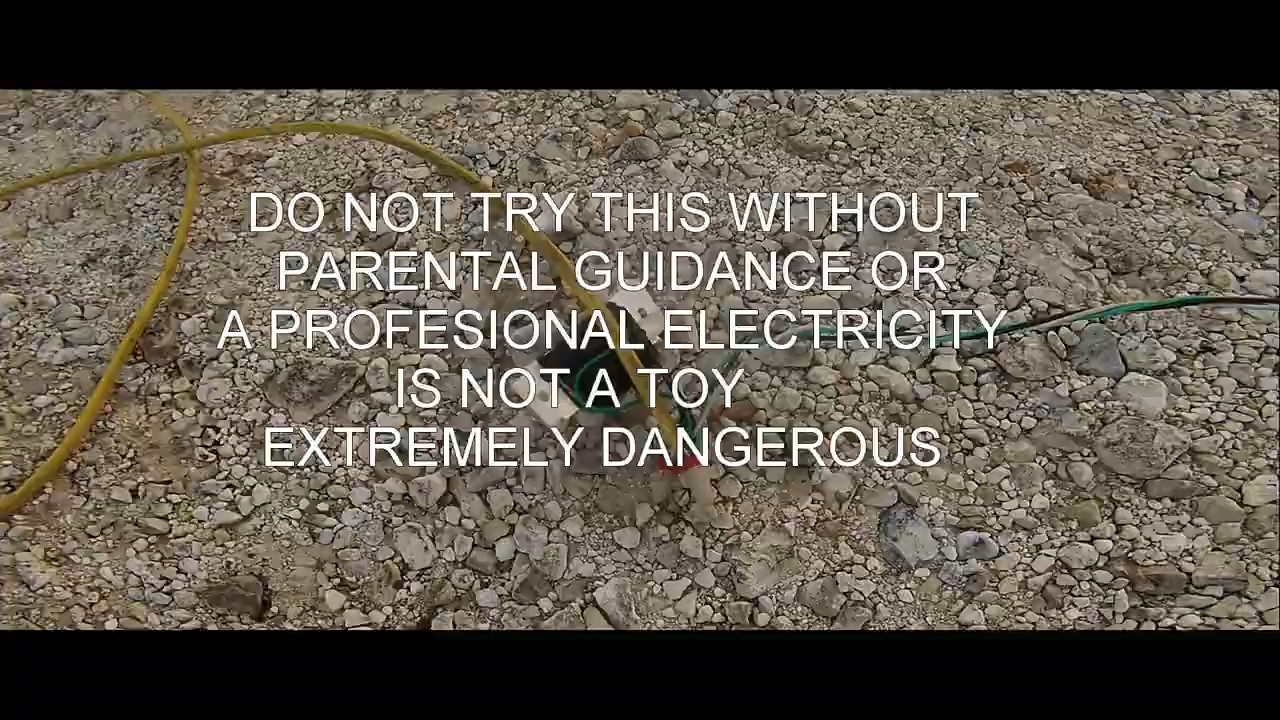 DO NOT TRY THIS WITHOUT
PARENTAL GUIDANCE OR
A PROFESIONAL ELECTRICITY
IS NOT A TOY
EXTREMELY DANGEROUS